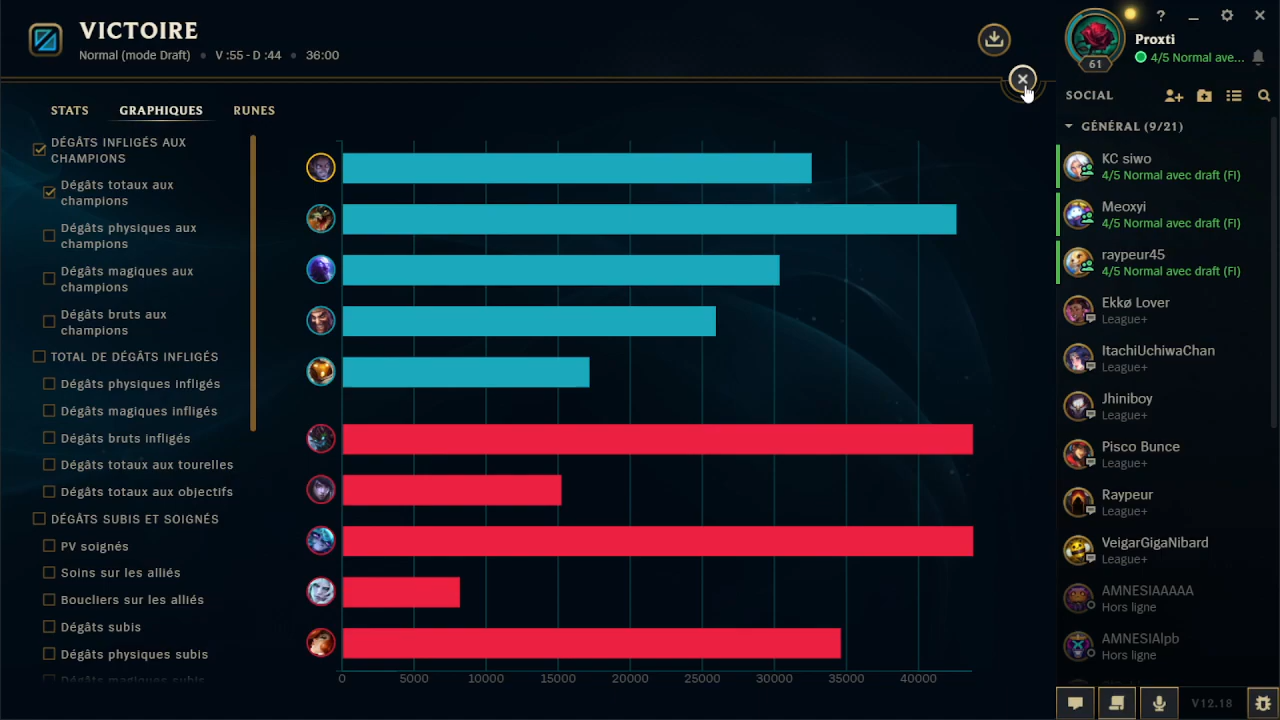 VICTOIRE
Normal (mode Draft) • V :55 - D :44 • 36:00
STATS
GRAPHIQUES
RUNES
DÉGÂTS INFLIGÉS AUX
CHAMPIONS
Dégâts totaux aux
champions
Dégâts physiques aux
champions
Dégâts magiques aux
champions
Dégâts bruts aux
champions
TOTAL DE DÉGÂTS INFLIGÉS
Dégâts physiques infligés
Dégâts magiques infligés
Dégâts bruts infligés
Dégâts totaux aux tourelles
Dégâts totaux aux objectifs
DÉGÂTS SUBIS ET SOIGNÉS
PV soignés
Soins sur les alliés
Boucliers sur les alliés
Dégâts subis
Dégâts physiques subis
Dégâts magiques subis
0 5000 10000 15000 20000 25000 30000 35000 40000
61
?
Proxti
4/5 Normal ave...
SOCIAL
GÉNÉRAL (9/21)
KC siwo
4/5 Normal avec draft (FI)
Meoxyi
4/5 Normal avec draft (FI)
raypeur45
4/5 Normal avec draft (FI)
Ekkø Lover
League+
ItachiUchiwaChan
League+
Jhiniboy
League+
Pisco Bunce
League+
Raypeur
League+
VeigarGigaNibard
League+
AMNESIAAAAA
Hors ligne
AMNESIAlpb
Hors ligne
V12.18